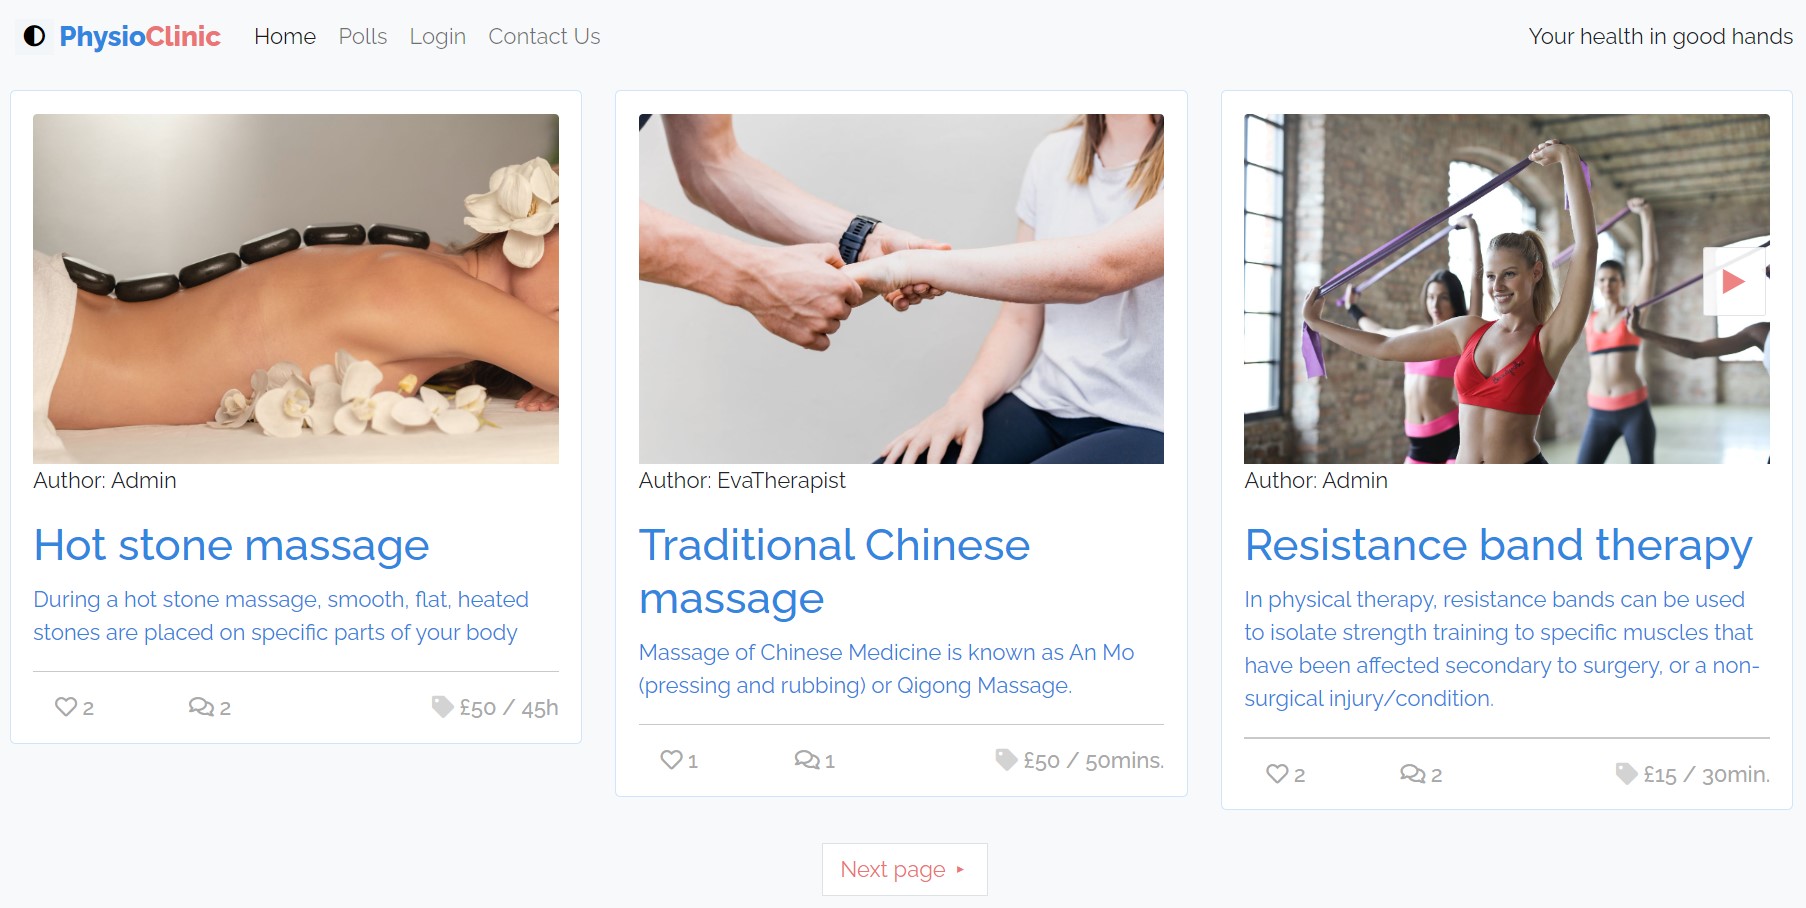 PhysioClinic Home Polls Login Contact Us Your health in good hands
Author: Admin
Hot stone massage
During a hot stone massage, smooth, flat, heated
stones are placed on specific parts of your body
2 2 £50 / 45h
Author: EvaTherapist
Traditional Chinese
massage
Massage of Chinese Medicine is known as An Mo
(pressing and rubbing) or Qigong Massage.
1 1 £50 / 50mins.
Author: Admin
Resistance band therapy
In physical therapy, resistance bands can be used
to isolate strength training to specific muscles that
have been affected secondary to surgery, or a non-
surgical injury/condition.
2 2 £15 / 30min.
Next page